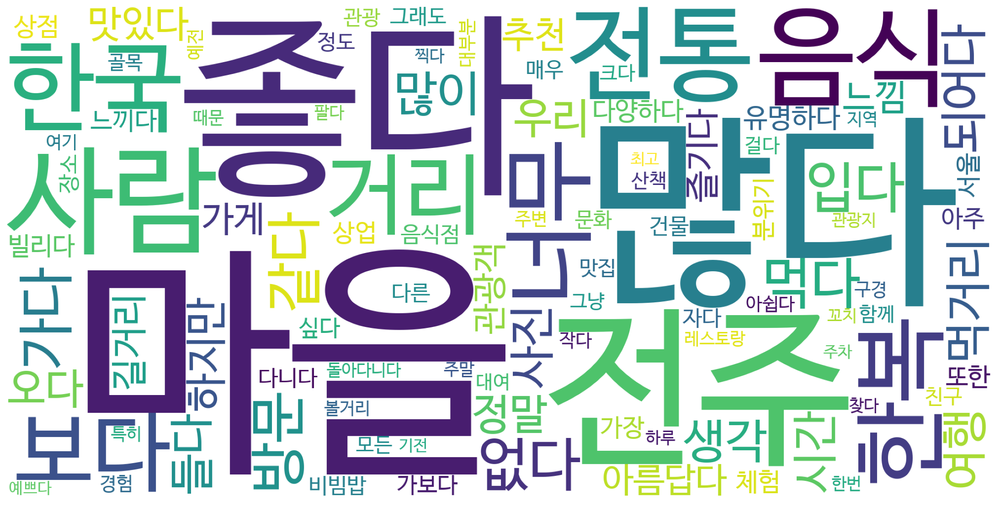 상점
맛있다
예전
관광
그래도
정도
찍다
대부분
추천
전통
음식
되어다
한국
골목
좋다
많이
매우
크다
느낌
느끼다
때문
팔다
우리
다양하다
유명하다
지역
여기
장소
사람
거리
마니
즐기다
많다
최고
산책
걸다
입다
서울
가게
같다
상업
음식점
주변
문화
건물
분위기
관광지
아주
빌리다
마을
다른
관광객
맛집
먹다
구경
먹거리
가다
길거리
하지만
싶다
사진
그냥
자다
아쉽다
꼬치
함께
작다
레스토랑
주차
전주
한복
오다
다니다
돌아다니다
주말
대여
또한
보다
특히
들다
방문
볼거리
정말
가장
하루
생각
시간
찾다
친구
여행
모든
기전
없다
예쁘다
경험
비빔밥
가보다
아름답다
체험
한번